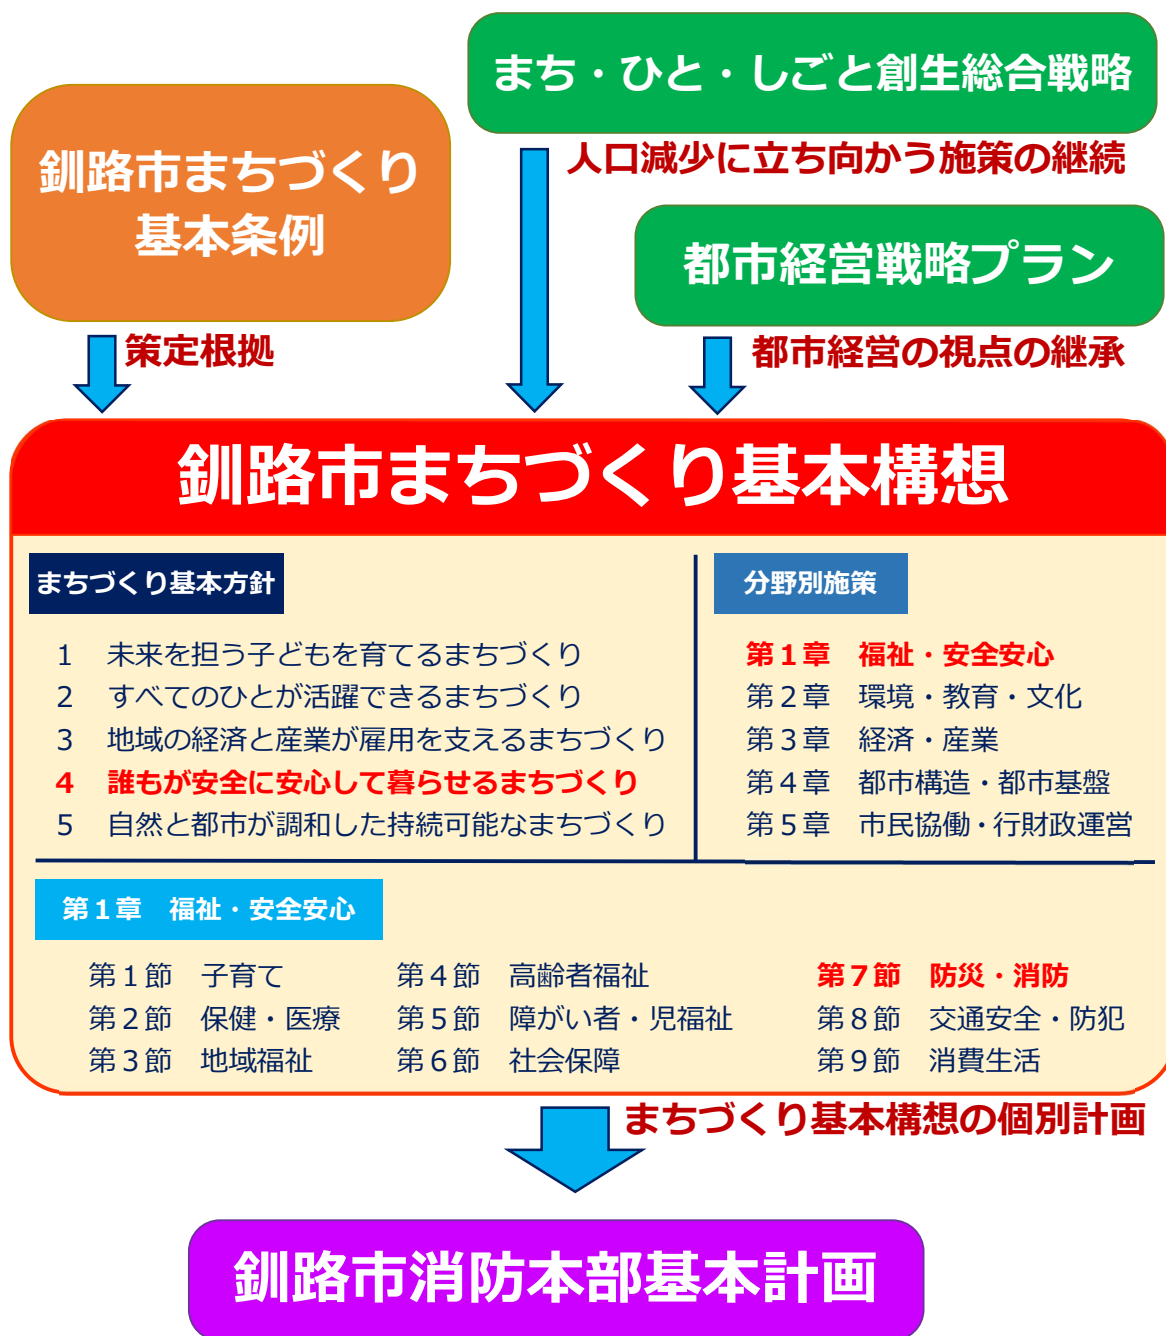 まち・ひと・しごと創生総合戦略
人口減少に立ち向かう施策の継続
釧路市まちづくり
基本条例
都市経営戦略プラン
策定根拠
都市経営の視点の継承
釧路市まちづくり基本構想
まちづくり基本方針
1 未来を担う子どもを育てるまちづくり
2 すべてのひとが活躍できるまちづくり
3 地域の経済と産業が雇用を支えるまちづくり
4 誰もが安全に安心して暮らせるまちづくり
5 自然と都市が調和した持続可能なまちづくり
分野別施策
第1章 福祉・安全安心
第2章 環境・教育・文化
第3章 経済・産業
第4章 都市構造・都市基盤
第5章 市民協働・行財政運営
第1章 福祉・安全安心
第1節 子育て
第2節 保健・医療
第3節 地域福祉
第4節 高齢者福祉
第5節 障がい者・児福祉
第6節 社会保障
第7節 防災・消防
第8節 交通安全・防犯
第9節 消費生活
まちづくり基本構想の個別計画
釧路市消防本部基本計画